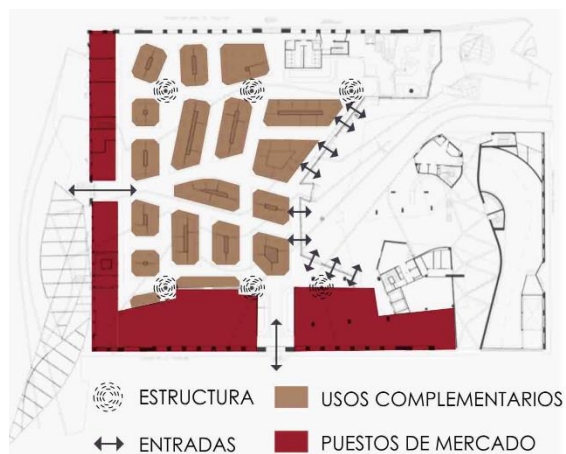 ESTRUCTURA
USOS COMPLEMENTARIOS
ENTRADAS
PUESTOS DE MERCADO